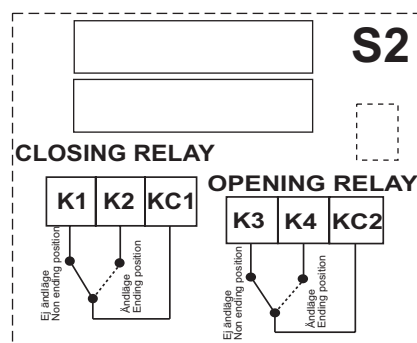 S2
CLOSING RELAY
K1 K2 KC1
Ej ändläge
Non ending position
Ändläge
Ending position
OPENING RELAY
K3 K4 KC2
Ej ändläge
Non ending position
Ändläge
Ending position